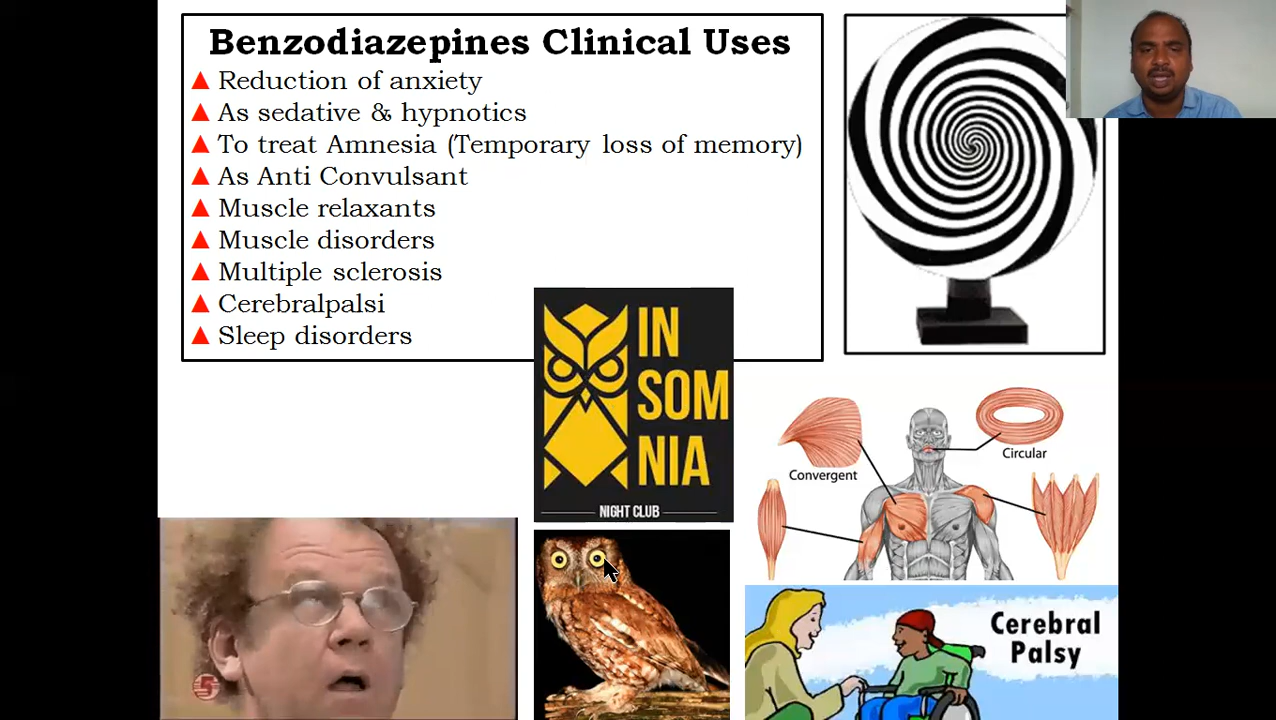 Benzodiazepines Clinical Uses
▲ Reduction of anxiety
▲ As sedative & hypnotics
▲ To treat Amnesia (Temporary loss of memory)
▲ As Anti Convulsant
▲ Muscle relaxants
▲ Muscle disorders
▲ Multiple sclerosis
▲ Cerebralpalsi
▲ Sleep disorders
IN
SOM
NIA
NIGHT CLUB
Circular
Convergent
Cerebral
Palsy
5